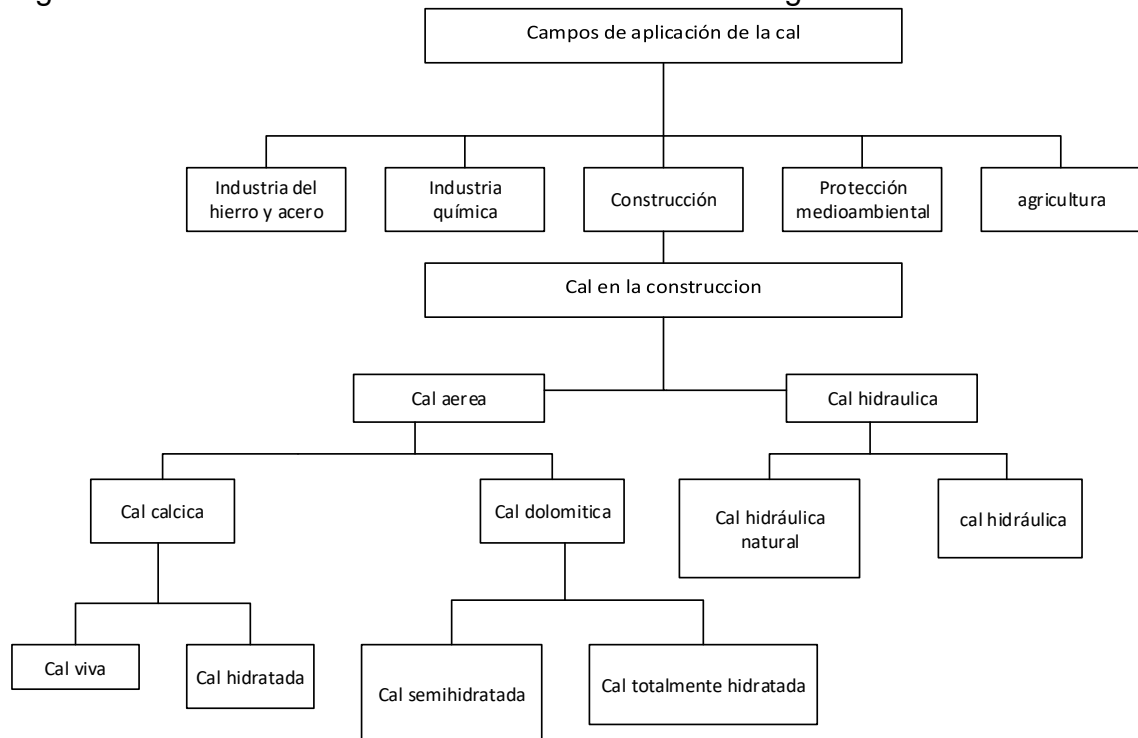 Campos de aplicación de la cal
Industria del
hierro y acero
Industria
química
Construcción
Protección
medioambiental
agricultura
Cal en la construccion
Cal aerea
Cal hidraulica
Cal calcica
Cal dolomitica
Cal hidráulica
natural
cal hidráulica
Cal viva
Cal hidratada
Cal semihidratada
Cal totalmente hidratada